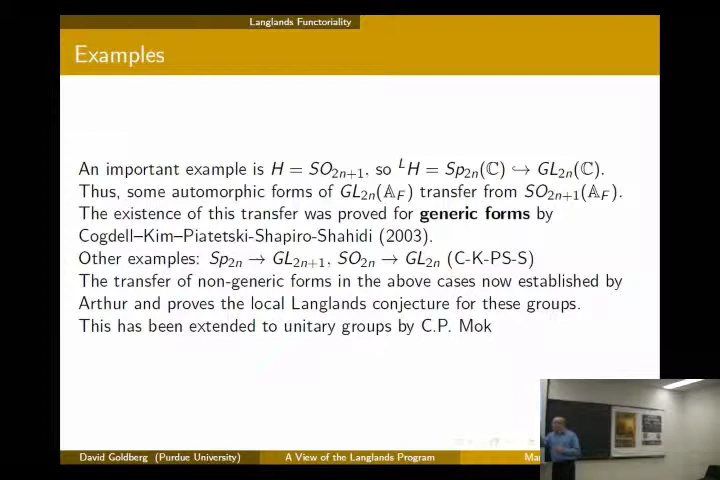 Langlands Functoriality
Examples
An important example is H = SO₂ₙ₊₁, so ᴸH = Sp₂ₙ(ℂ) ↪ GL₂ₙ(ℂ).
Thus, some automorphic forms of GL₂ₙ(𝔸_F) transfer from SO₂ₙ₊₁(𝔸_F).
The existence of this transfer was proved for generic forms by
Cogdell–Kim–Piatetski-Shapiro-Shahidi (2003).
Other examples: Sp₂ₙ → GL₂ₙ₊₁, SO₂ₙ → GL₂ₙ (C-K-PS-S)
The transfer of non-generic forms in the above cases now established by
Arthur and proves the local Langlands conjecture for these groups.
This has been extended to unitary groups by C.P. Mok
David Goldberg (Purdue University) A View of the Langlands Program